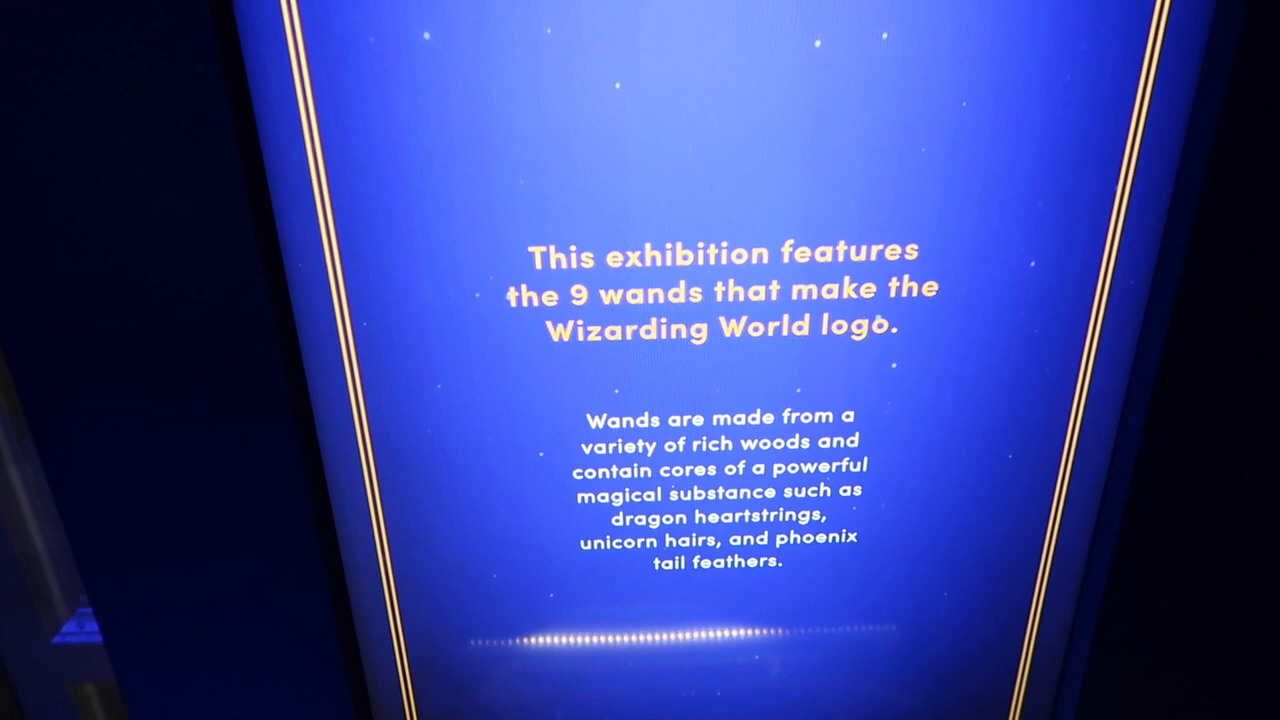 This exhibition features
the 9 wands that make the
Wizarding World logo.
Wands are made from a
variety of rich woods and
contain cores of a powerful
magical substance such as
dragon heartstrings,
unicorn hairs, and phoenix
tail feathers.